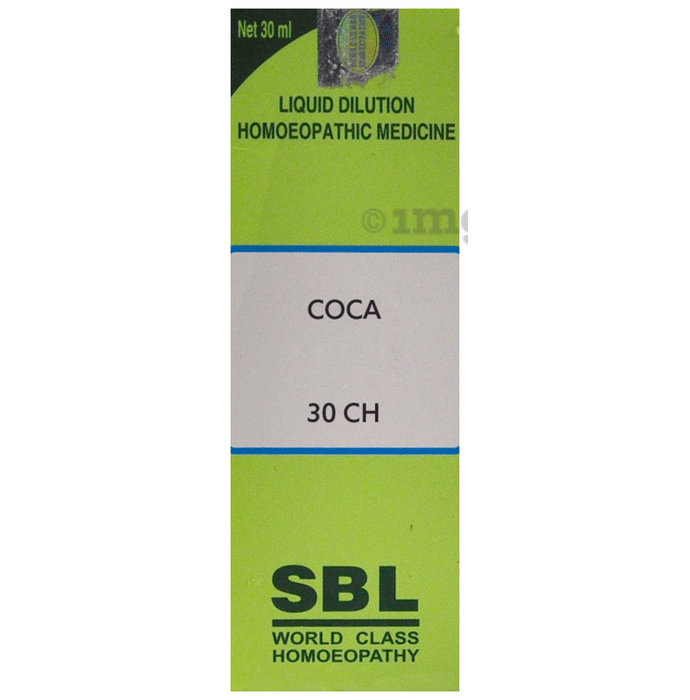 Net 30 ml
LIQUID DILUTION
HOMOEOPATHIC MEDICINE
©1mg
COCA
30 CH
SBL
WORLD CLASS
HOMOEOPATHY